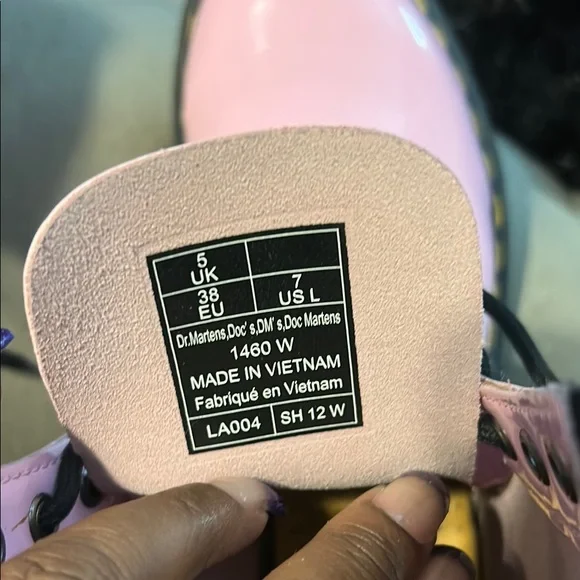 5
UK
38
EU
7
US L
Dr.Martens,Doc' s,DM' s,Doc Martens
1460 W
MADE IN VIETNAM
Fabriqué en Vietnam
LA004
SH 12 W